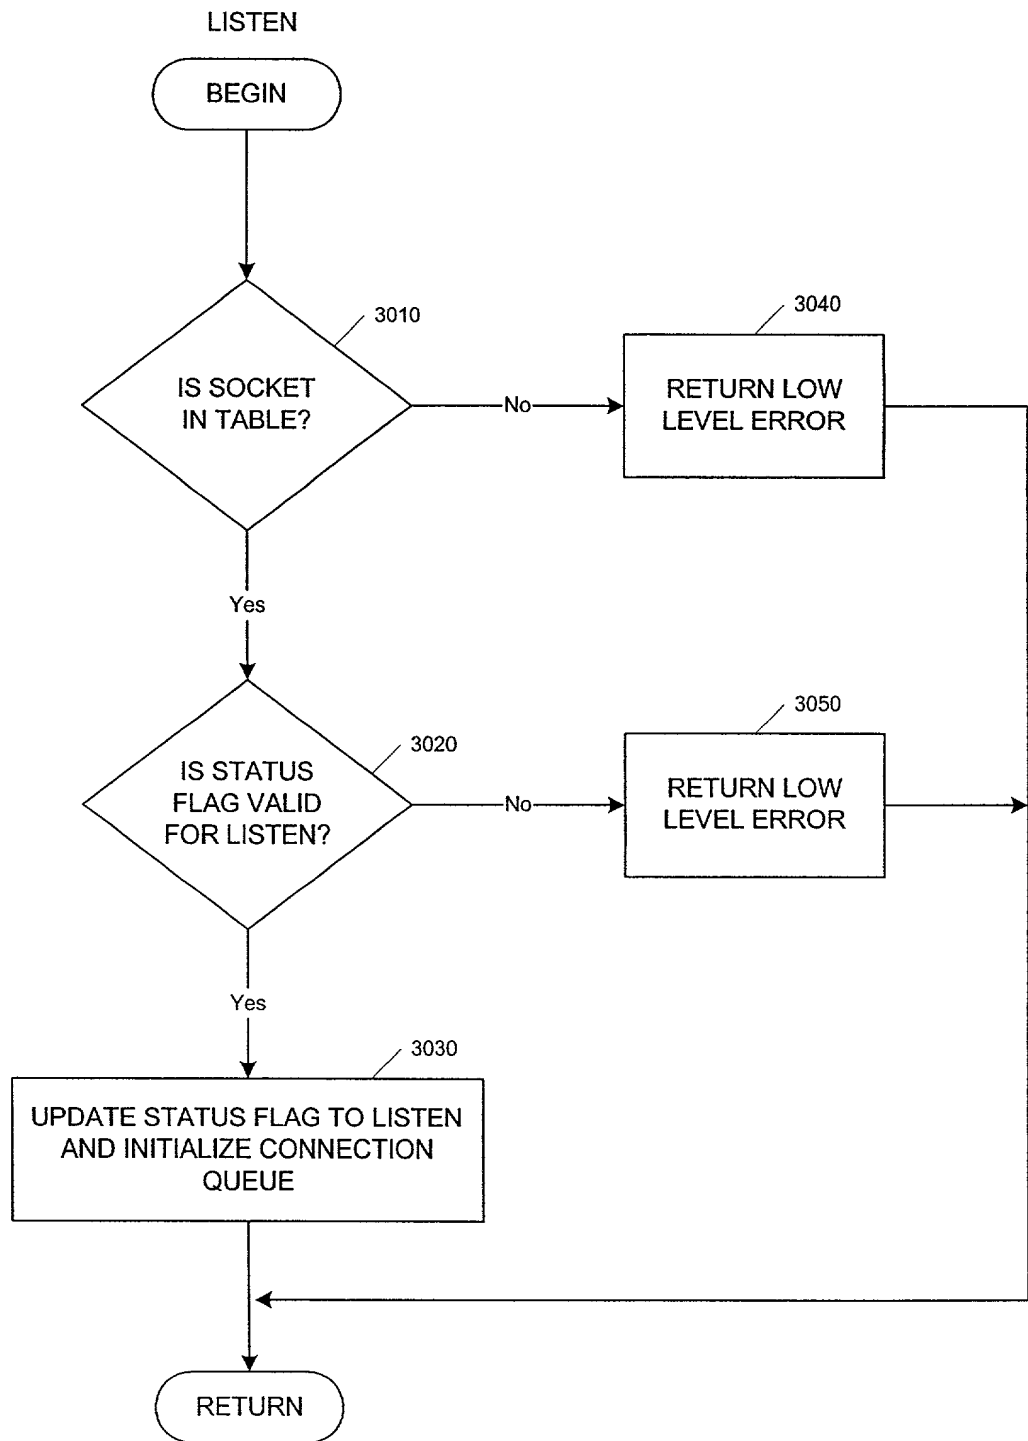 LISTEN
BEGIN
3010
IS SOCKET
IN TABLE?
No
3040
RETURN LOW
LEVEL ERROR
Yes
3020
IS STATUS
FLAG VALID
FOR LISTEN?
No
3050
RETURN LOW
LEVEL ERROR
Yes
3030
UPDATE STATUS FLAG TO LISTEN
AND INITIALIZE CONNECTION
QUEUE
RETURN